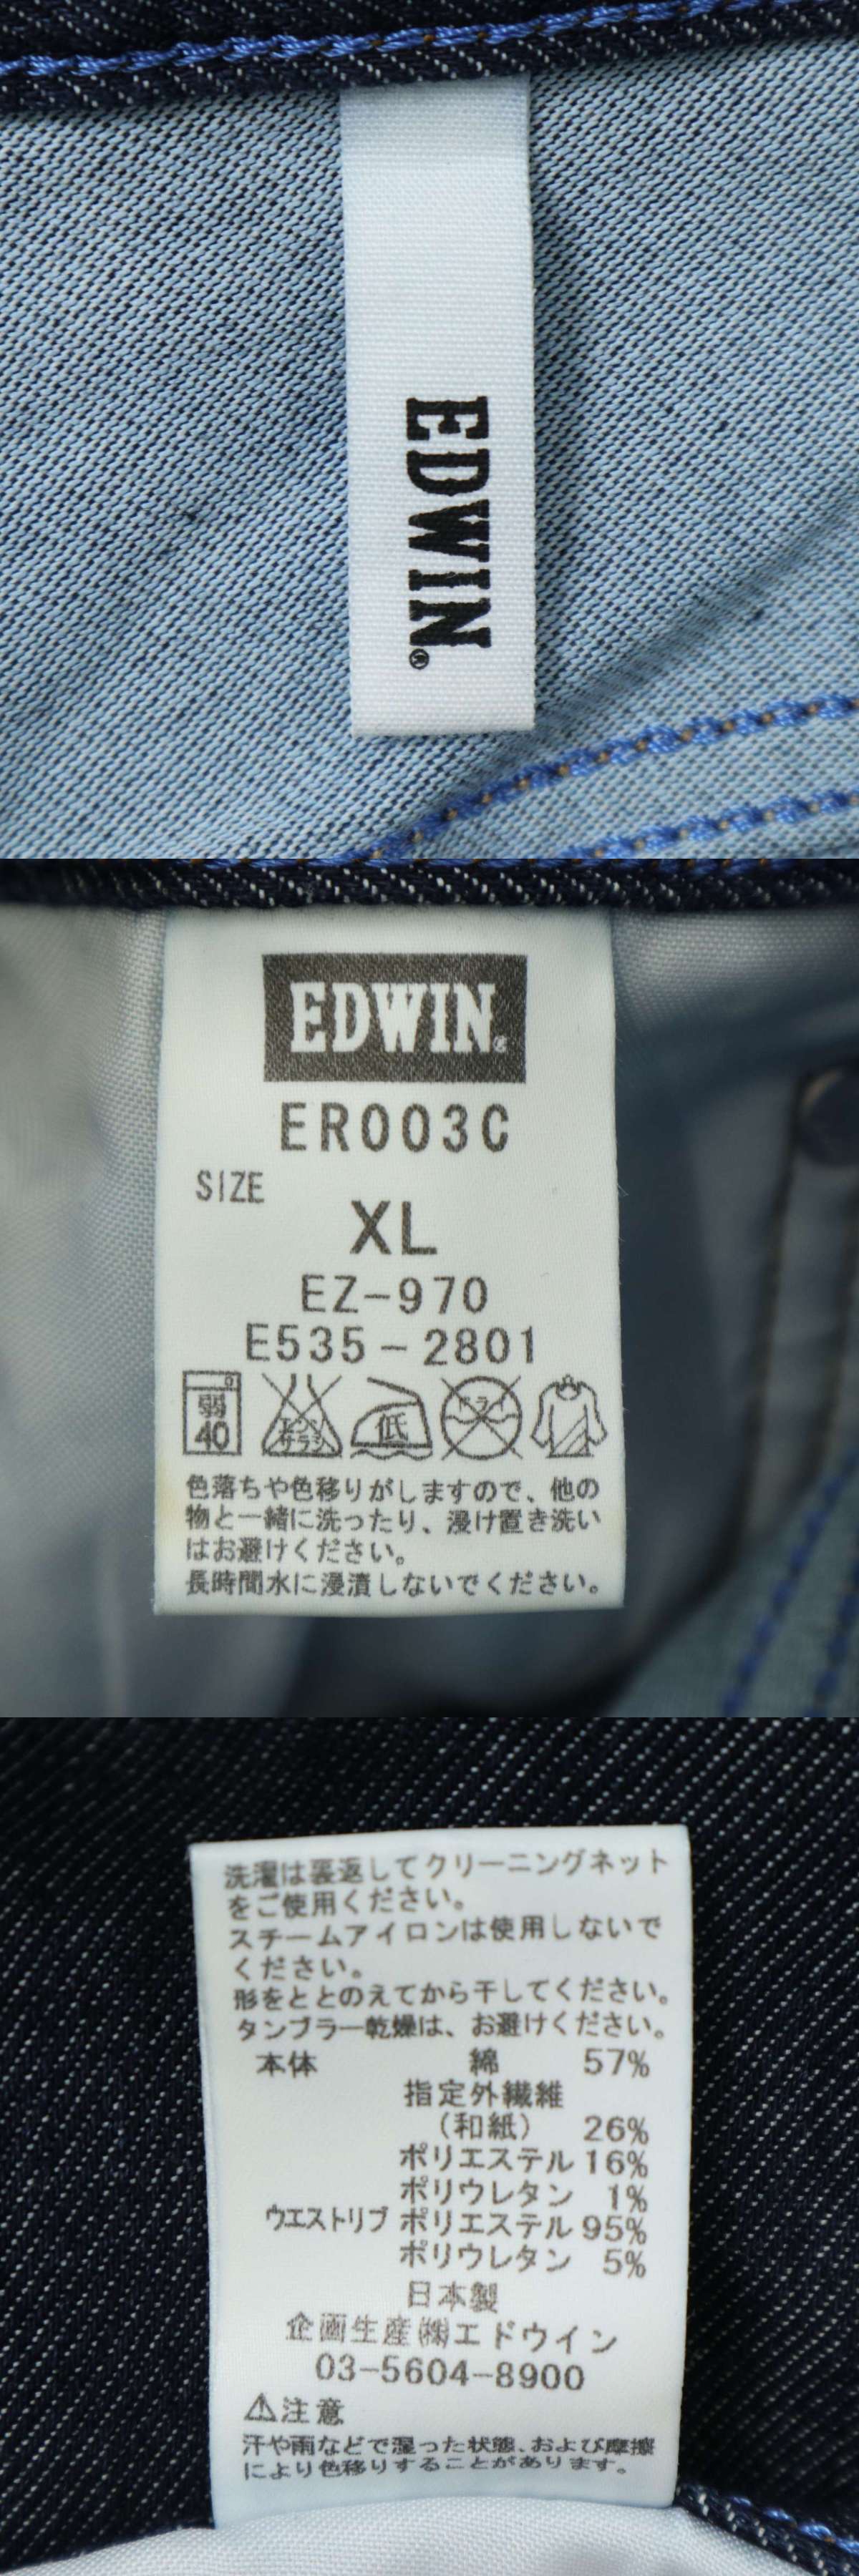 EDWIN®
EDWIN®
ER003C
SIZE
XL
EZ-970
E535-2801
弱
40
エンソ
サラシ
低
ドライ
色落ちや色移りがしますので、他の
物と一緒に洗ったり、浸け置き洗い
はお避けください。
長時間水に浸漬しないでください。
洗濯は裏返してクリーニングネット
をご使用ください。
スチームアイロンは使用しないで
ください。
形をととのえてから干してください。
タンブラー乾燥は、お避けください。
本体 綿 57%
指定外繊維
(和紙) 26%
ポリエステル 16%
ポリウレタン 1%
ウエストリブ ポリエステル 95%
ポリウレタン 5%
日本製
企画生産㈱エドウイン
03-5604-8900
⚠注意
汗や雨などで湿った状態、および摩擦
により色移りすることがあります。